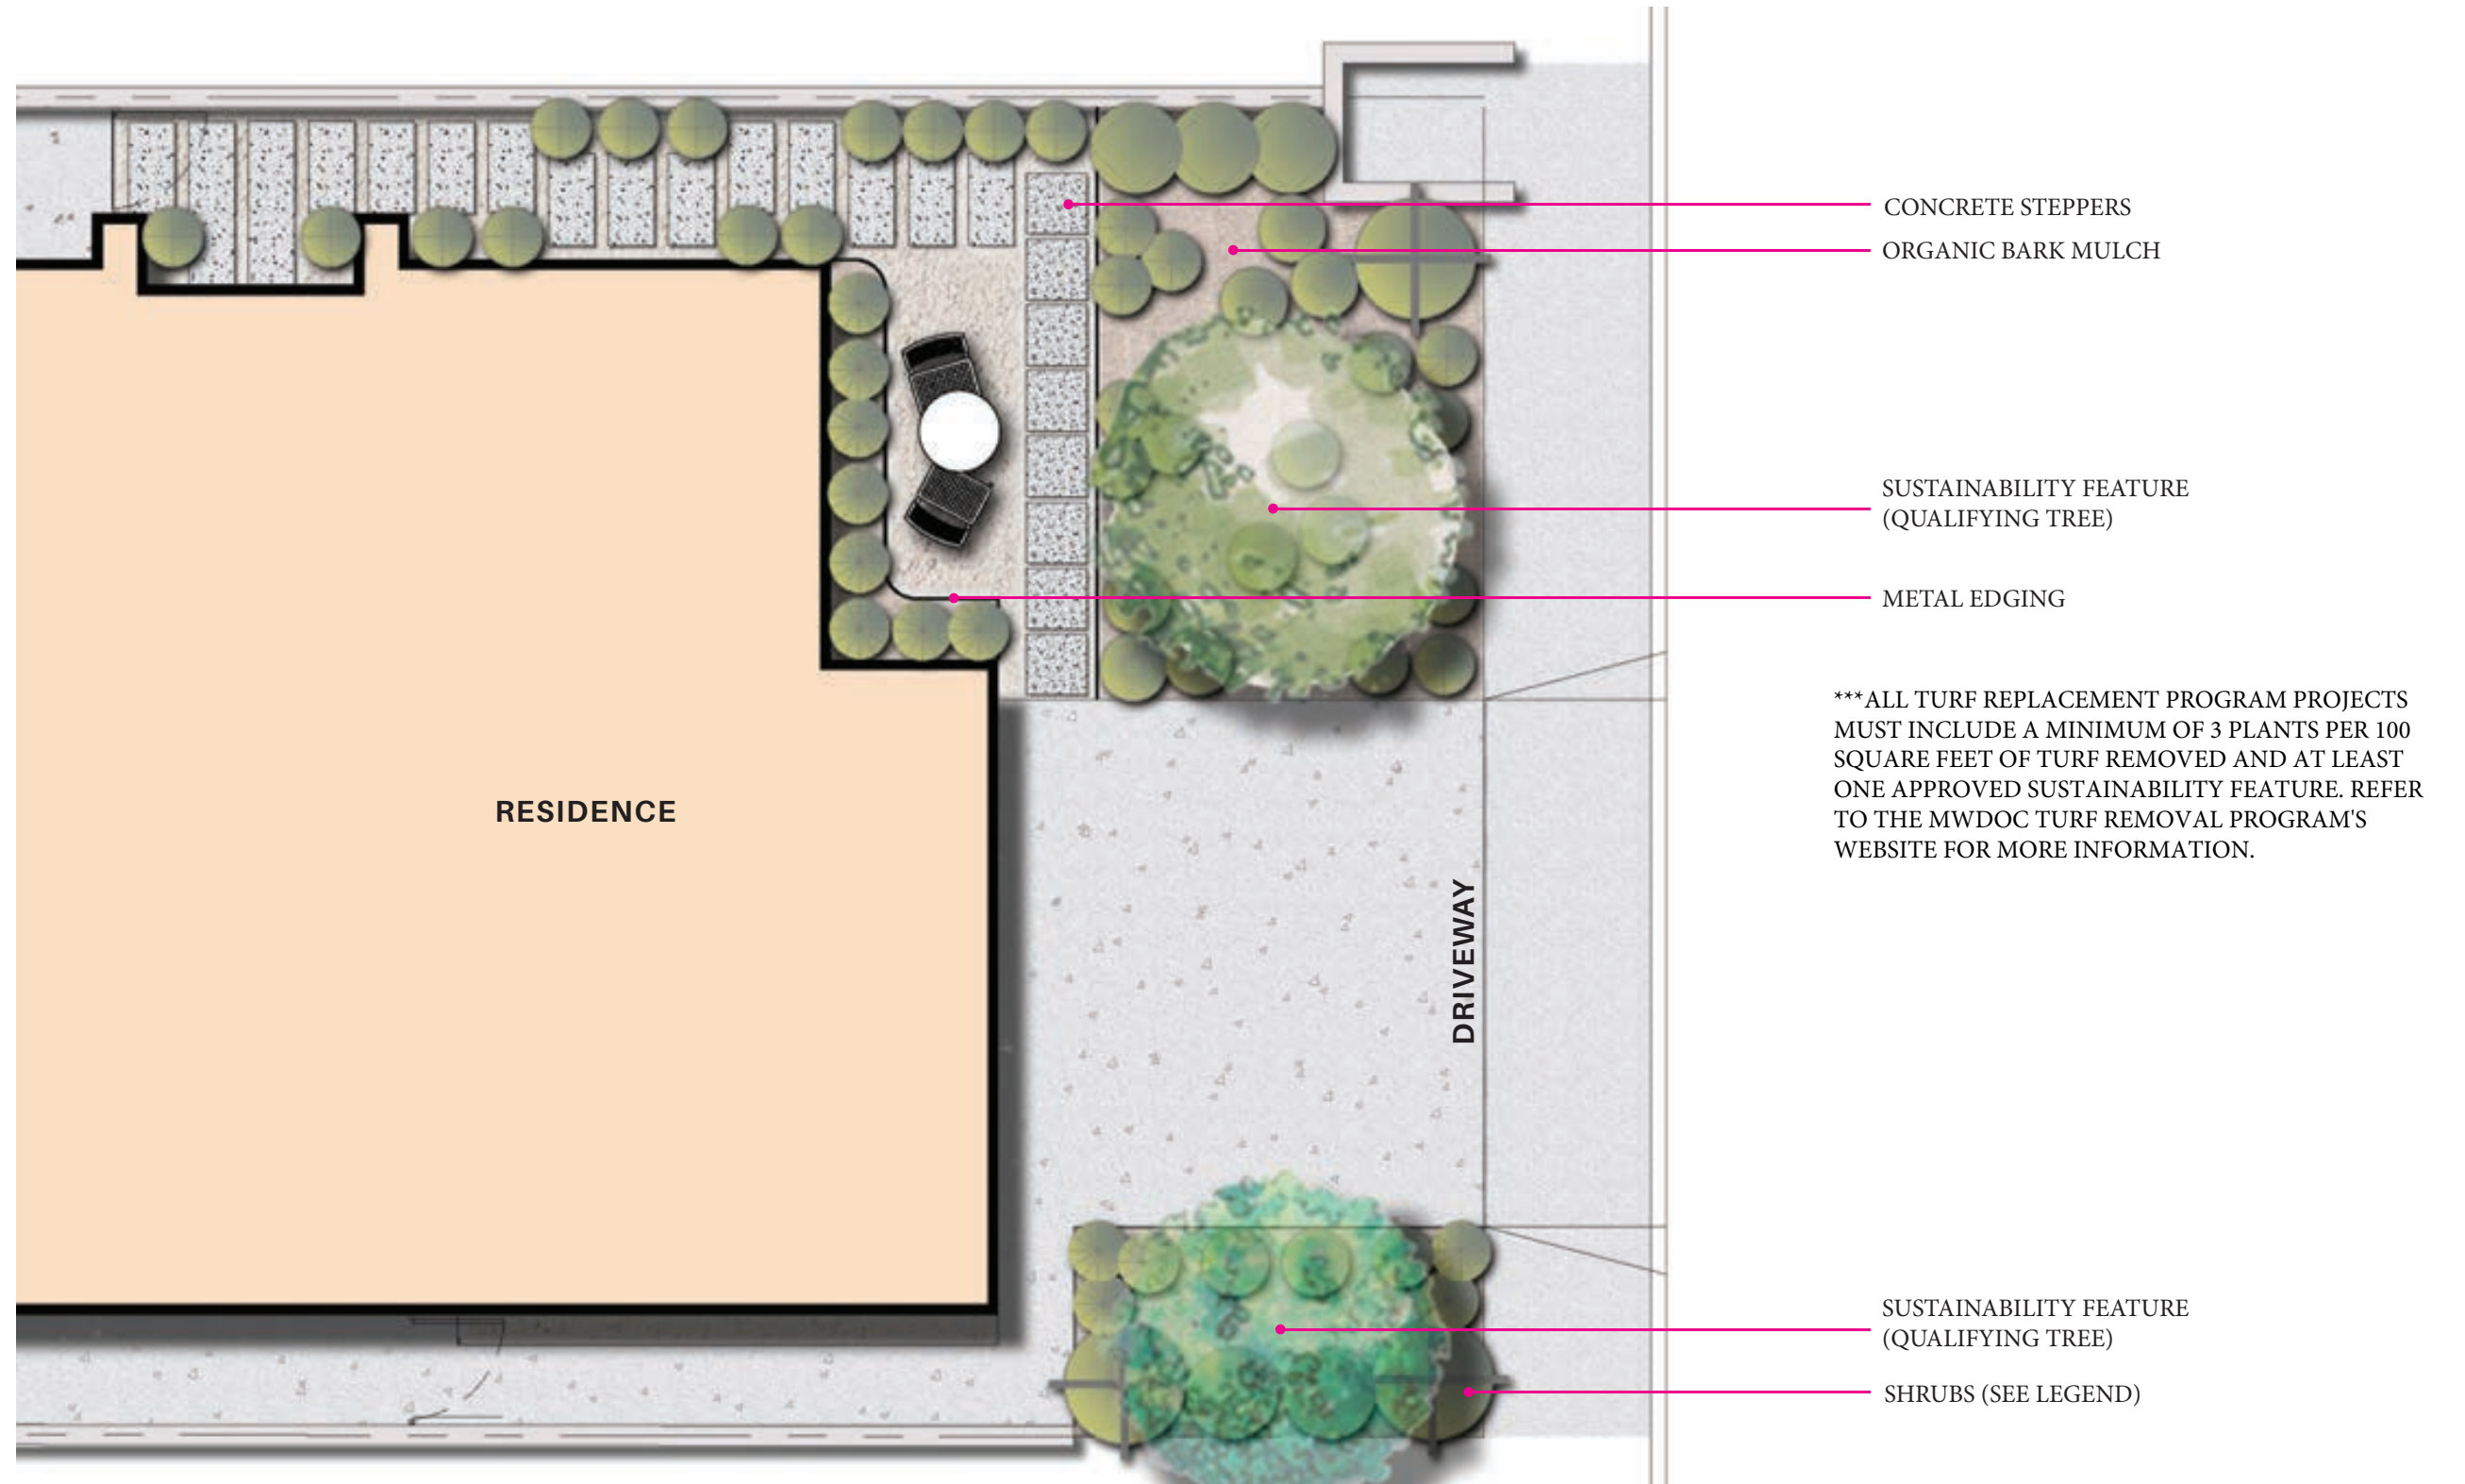 CONCRETE STEPPERS
ORGANIC BARK MULCH
SUSTAINABILITY FEATURE
(QUALIFYING TREE)
METAL EDGING
***ALL TURF REPLACEMENT PROGRAM PROJECTS
MUST INCLUDE A MINIMUM OF 3 PLANTS PER 100
SQUARE FEET OF TURF REMOVED AND AT LEAST
ONE APPROVED SUSTAINABILITY FEATURE. REFER
TO THE MWDOC TURF REMOVAL PROGRAM'S
WEBSITE FOR MORE INFORMATION.
RESIDENCE
DRIVEWAY
SUSTAINABILITY FEATURE
(QUALIFYING TREE)
SHRUBS (SEE LEGEND)